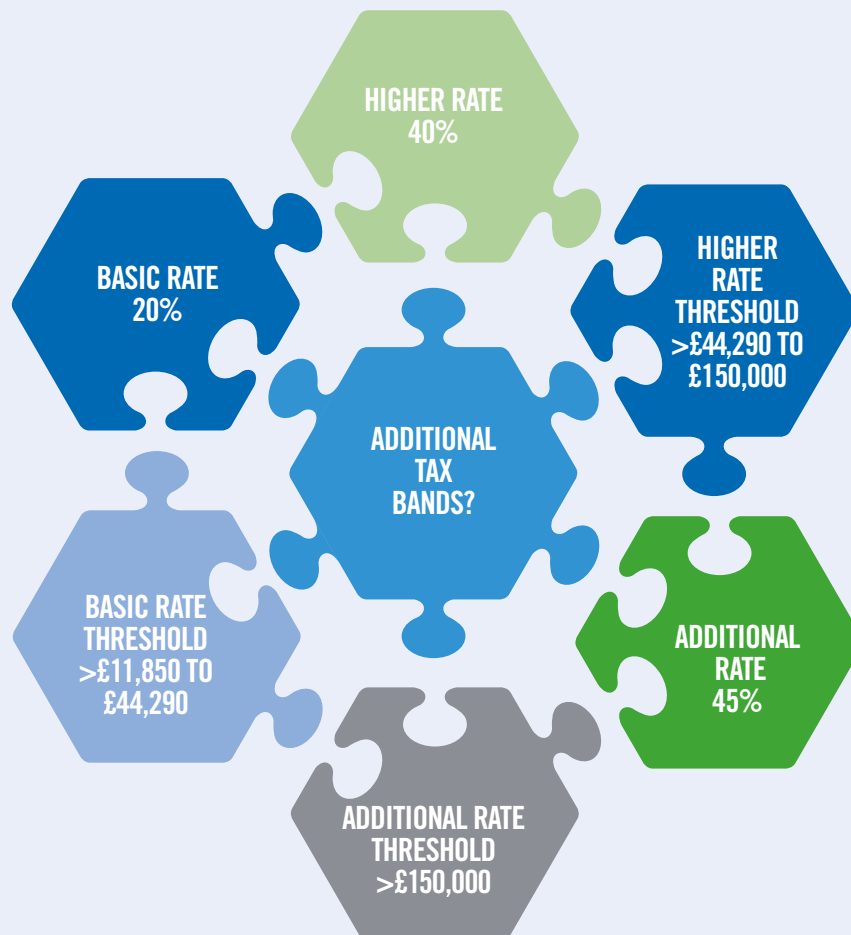 HIGHER RATE
40%
BASIC RATE
20%
HIGHER
RATE
THRESHOLD
>£44,290 TO
£150,000
ADDITIONAL
TAX
BANDS?
BASIC RATE
THRESHOLD
>£11,850 TO
£44,290
ADDITIONAL
RATE
45%
ADDITIONAL RATE
THRESHOLD
>£150,000